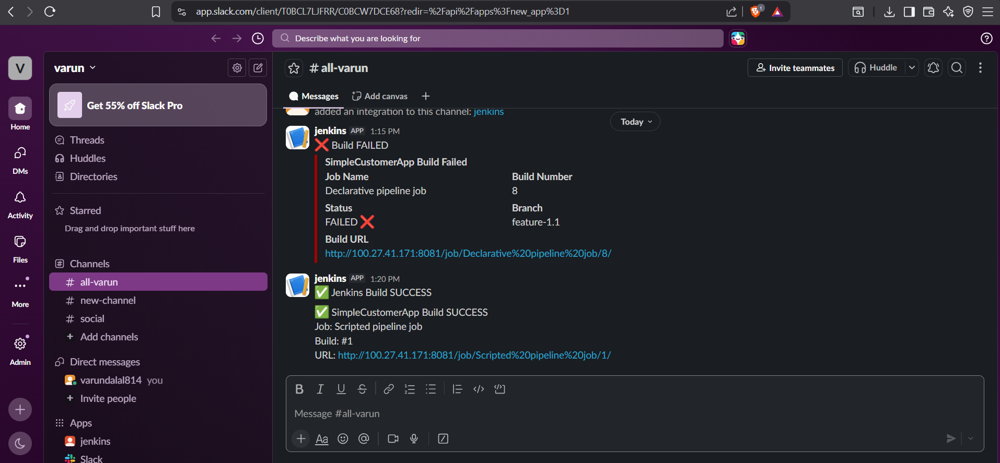 app.slack.com/client/T0BCL7LJFRR/C0BCW7DCE68?redir=%2Fapi%2Fapps%3Fnew_app%3D1
1
Describe what you are looking for
V
Home
DMs
Activity
Files
More
Admin
varun
Get 55% off Slack Pro
Threads
Huddles
Directories
Starred
Drag and drop important stuff here
Channels
# all-varun
# new-channel
# social
+ Add channels
Direct messages
varundalal814 you
+ Invite people
Apps
jenkins
Slack
# all-varun
Invite teammates
Huddle
Messages
Add canvas
added an integration to this channel: jenkins
Today
jenkins APP 1:15 PM
❌ Build FAILED
SimpleCustomerApp Build Failed
Job Name Build Number
Declarative pipeline job 8
Status Branch
FAILED ❌ feature-1.1
Build URL
http://100.27.41.171:8081/job/Declarative%20pipeline%20job/8/
jenkins APP 1:20 PM
✅ Jenkins Build SUCCESS
✅ SimpleCustomerApp Build SUCCESS
Job: Scripted pipeline job
Build: #1
URL: http://100.27.41.171:8081/job/Scripted%20pipeline%20job/1/
B I U S
Message #all-varun
Aa